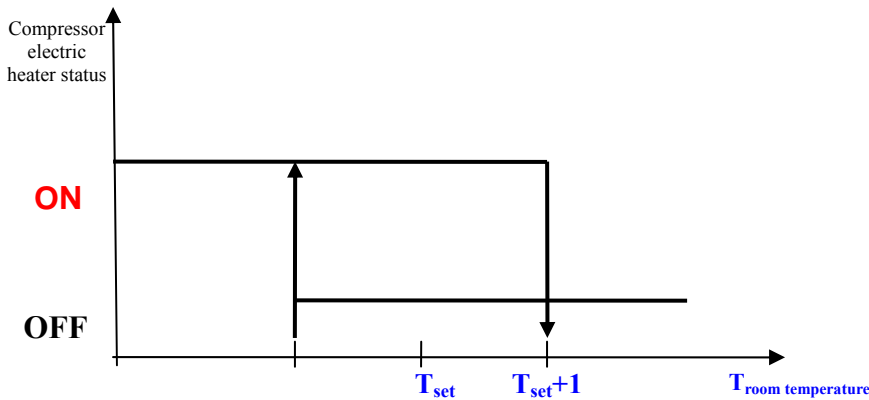 Compressor
electric
heater status
ON
OFF
Tset
Tset+1
Troom temperature